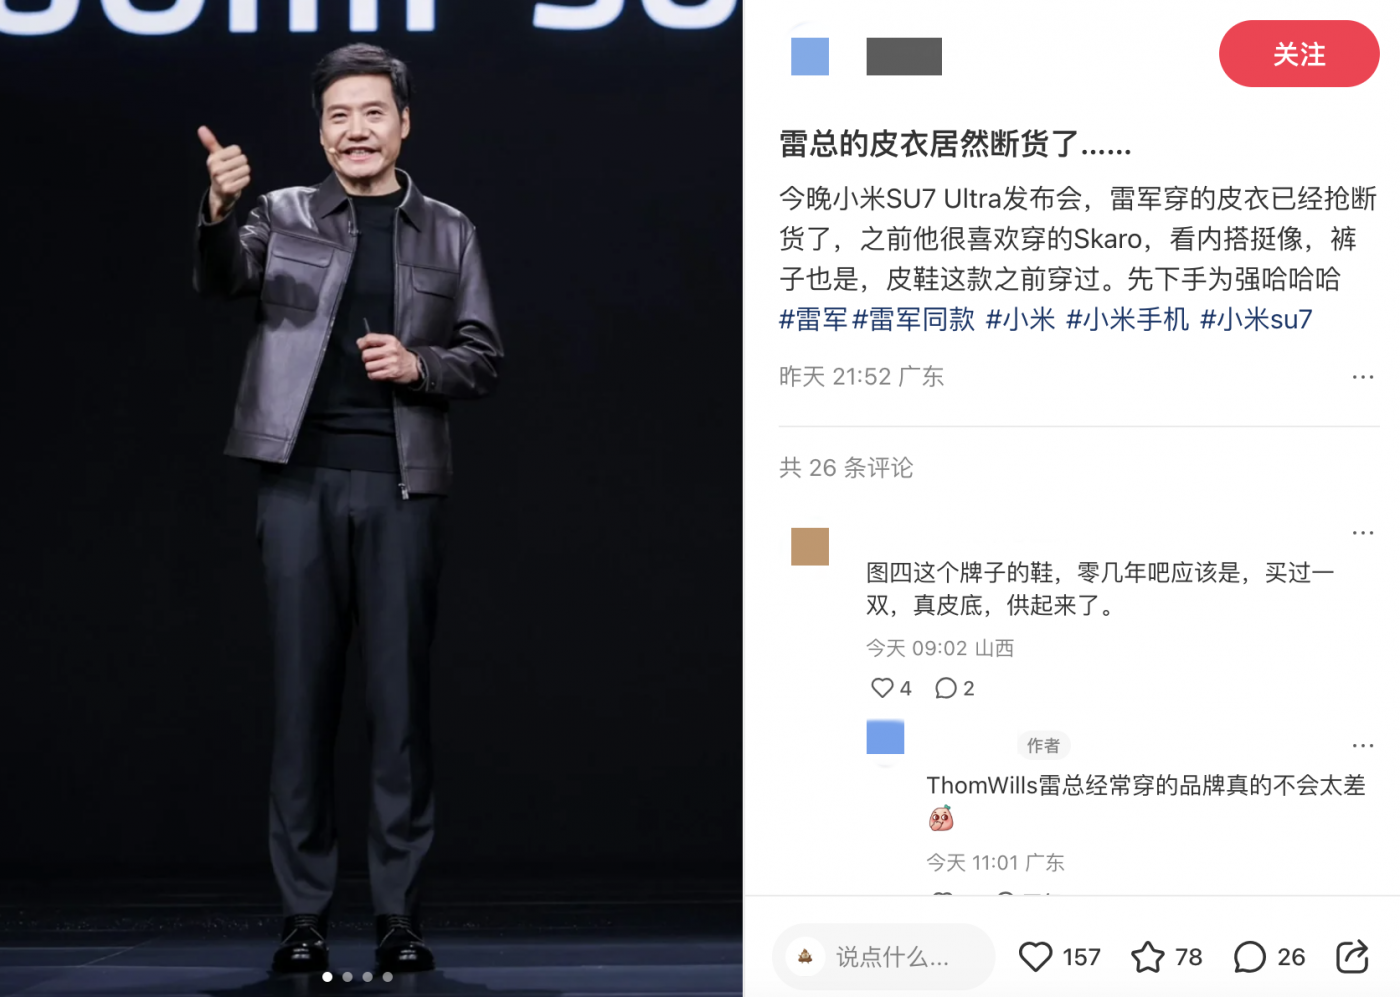 关注
雷总的皮衣居然断货了......
今晚小米SU7 Ultra发布会，雷军穿的皮衣已经抢断
货了，之前他很喜欢穿的Skaro，看内搭挺像，裤
子也是，皮鞋这款之前穿过。先下手为强哈哈哈
#雷军 #雷军同款 #小米 #小米手机 #小米su7
昨天 21:52 广东
共 26 条评论
图四这个牌子的鞋，零几年吧应该是，买过一
双，真皮底，供起来了。
今天 09:02 山西
4 2
作者
ThomWills雷总经常穿的品牌真的不会太差
今天 11:01 广东
说点什么... 157 78 26